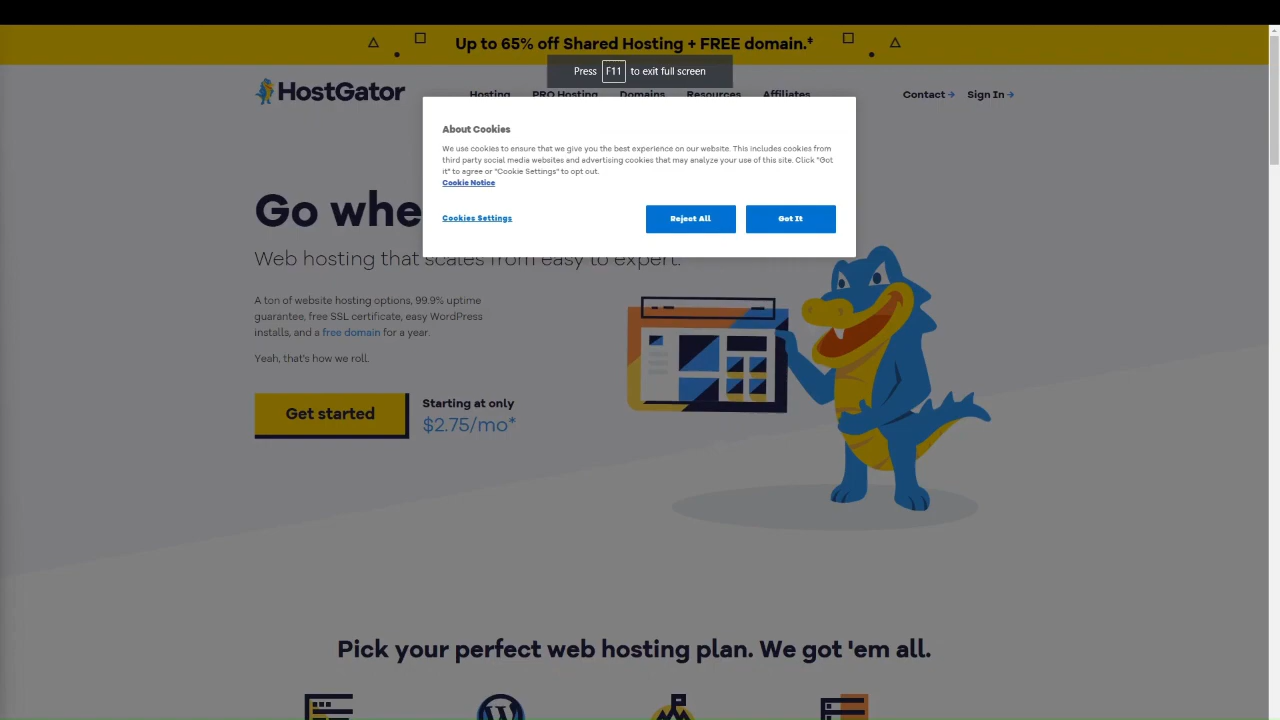 Up to 65% off Shared Hosting + FREE domain.‡
Press F11 to exit full screen
HostGator
Hosting PRO Hosting Domains Resources Affiliates
Contact → Sign In →
About Cookies
We use cookies to ensure that we give you the best experience on our website. This includes cookies from
third party social media websites and advertising cookies that may analyze your use of this site. Click "Got
it" to agree or "Cookie Settings" to opt out.
Cookie Notice
Cookies Settings
Reject All
Got It
Go whe
Web hosting that scales from easy to expert.
A ton of website hosting options, 99.9% uptime
guarantee, free SSL certificate, easy WordPress
installs, and a free domain for a year.
Yeah, that's how we roll.
Get started
Starting at only
$2.75/mo*
Pick your perfect web hosting plan. We got 'em all.